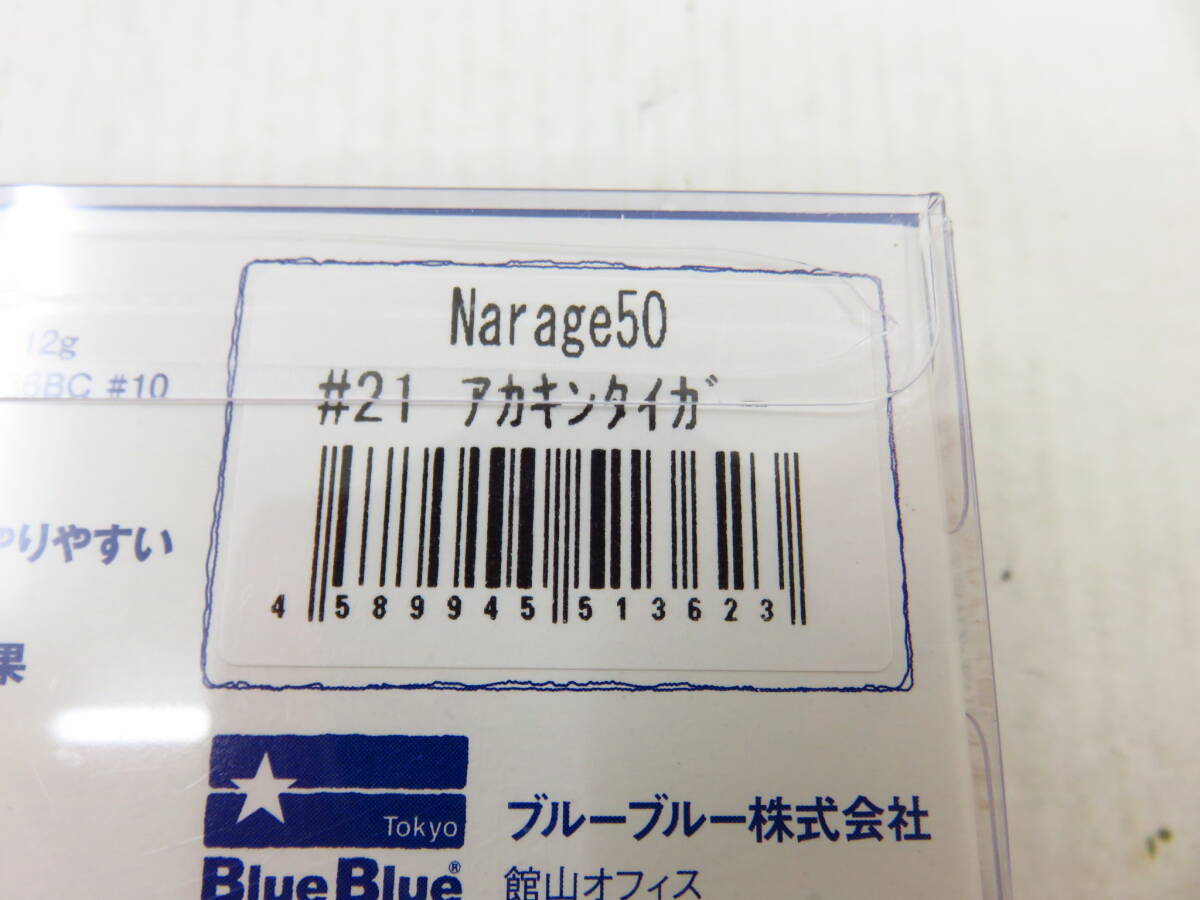 Narage50
12g
#10
#21 アカキンタイガー
4 589945 513623
やりやすい
果
Tokyo
BlueBlue®
ブルーブルー株式会社
館山オフィス